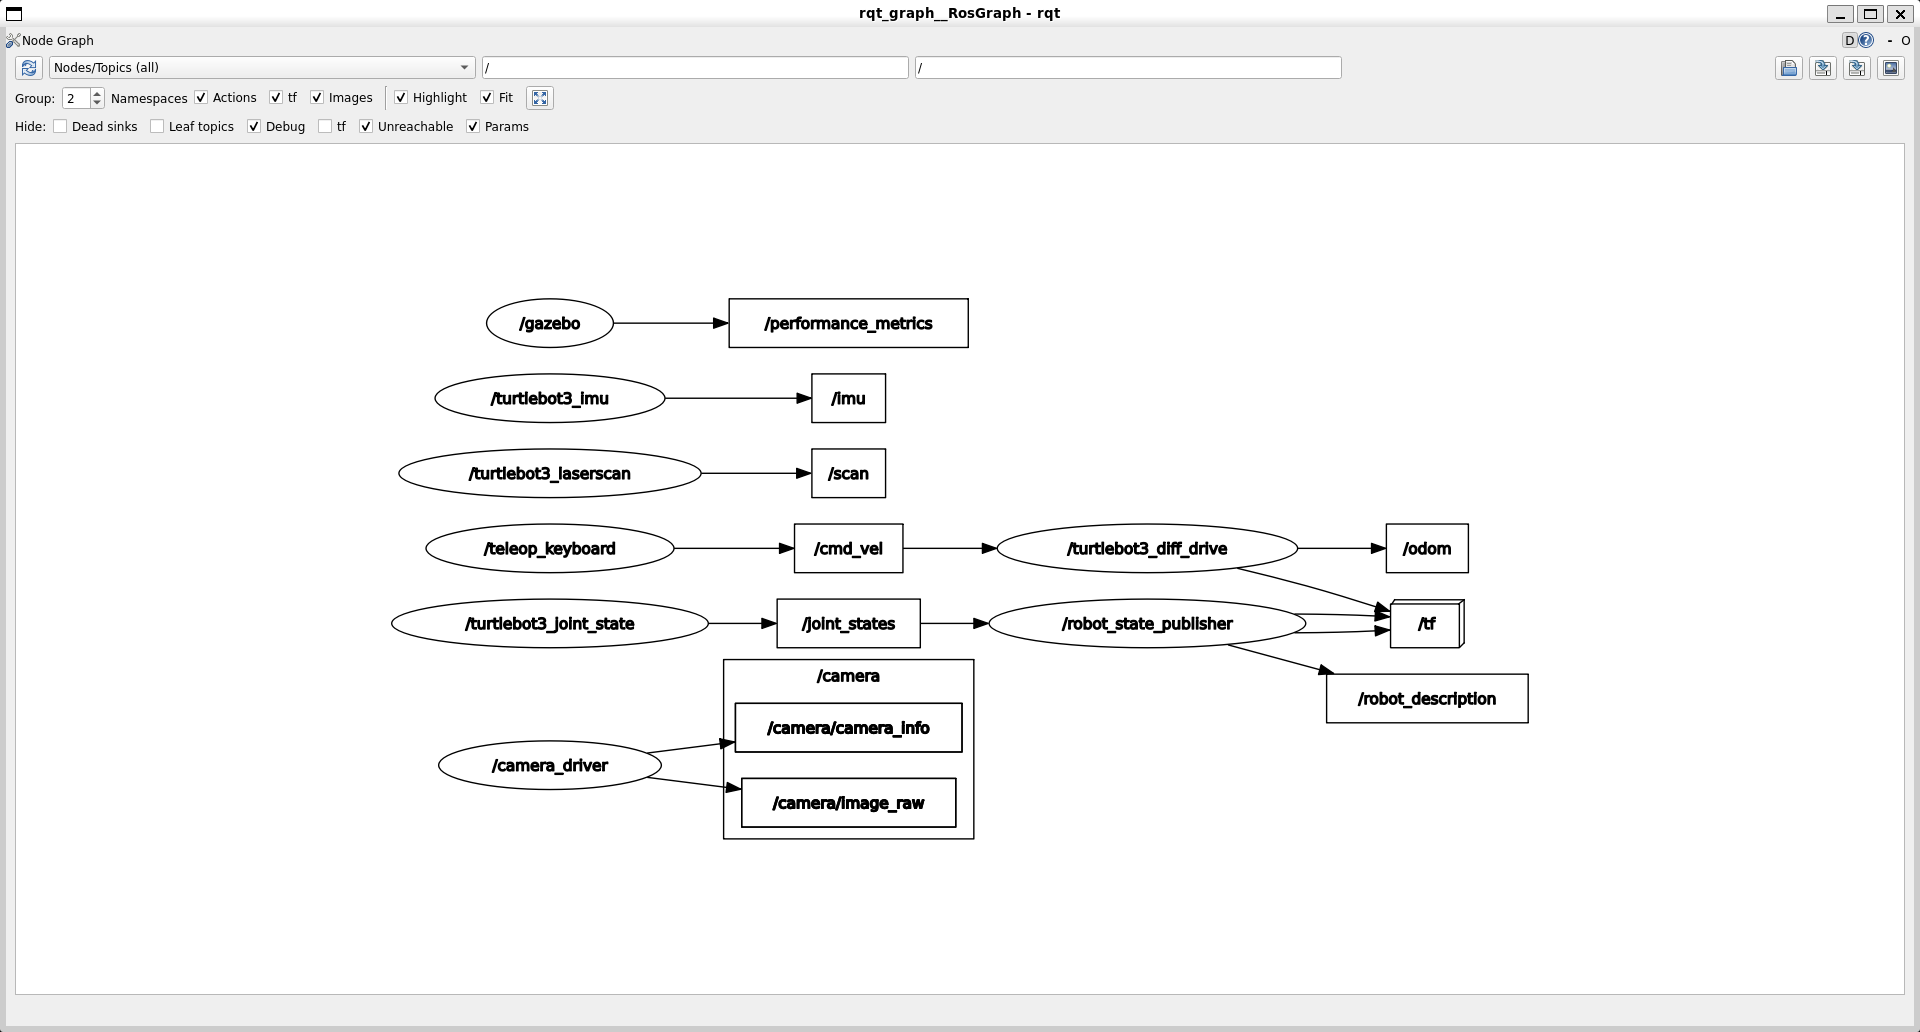 rqt_graph__RosGraph - rqt
Node Graph
D
?
- O
Nodes/Topics (all)
/
/
Group: 2 Namespaces Actions tf Images Highlight Fit
Hide: Dead sinks Leaf topics Debug tf Unreachable Params
/gazebo
/performance_metrics
/turtlebot3_imu
/imu
/turtlebot3_laserscan
/scan
/teleop_keyboard
/cmd_vel
/turtlebot3_diff_drive
/odom
/turtlebot3_joint_state
/joint_states
/robot_state_publisher
/tf
/camera
/robot_description
/camera/camera_info
/camera_driver
/camera/image_raw